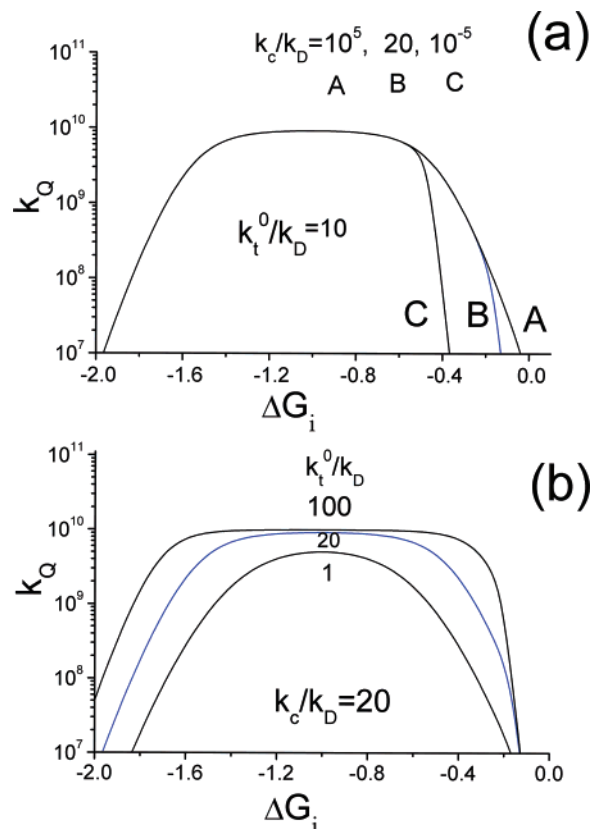 (a)
k_c/k_D=10^5, 20, 10^-5
A B C
10^11
10^10
10^9
10^8
10^7
k_Q
k_t^0/k_D=10
C B A
-2.0 -1.6 -1.2 -0.8 -0.4 0.0
ΔG_i
(b)
k_t^0/k_D
100
20
1
10^11
10^10
10^9
10^8
10^7
k_Q
k_c/k_D=20
-2.0 -1.6 -1.2 -0.8 -0.4 0.0
ΔG_i